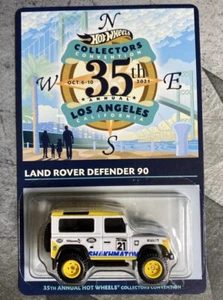 N
Hot Wheels
COLLECTORS
CONVENTION
OCT. 6-10 2021
W 35th E
ANNUAL
LOS ANGELES
CALIFORNIA
S
LAND ROVER DEFENDER 90
21
35TH ANNUAL HOT WHEELS COLLECTORS CONVENTION